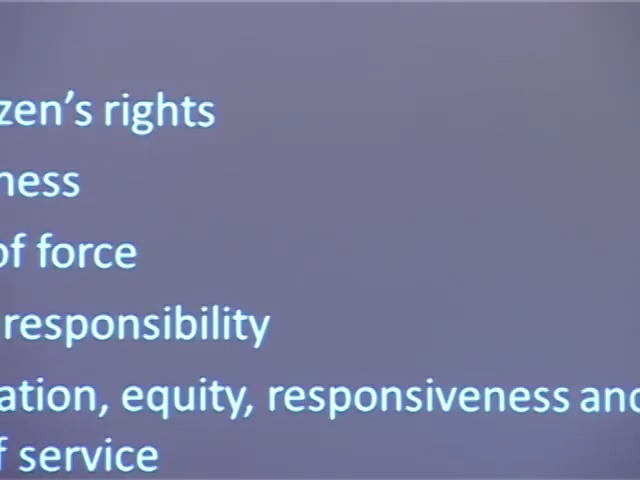 zen’s rights
ness
of force
responsibility
ation, equity, responsiveness and
f service